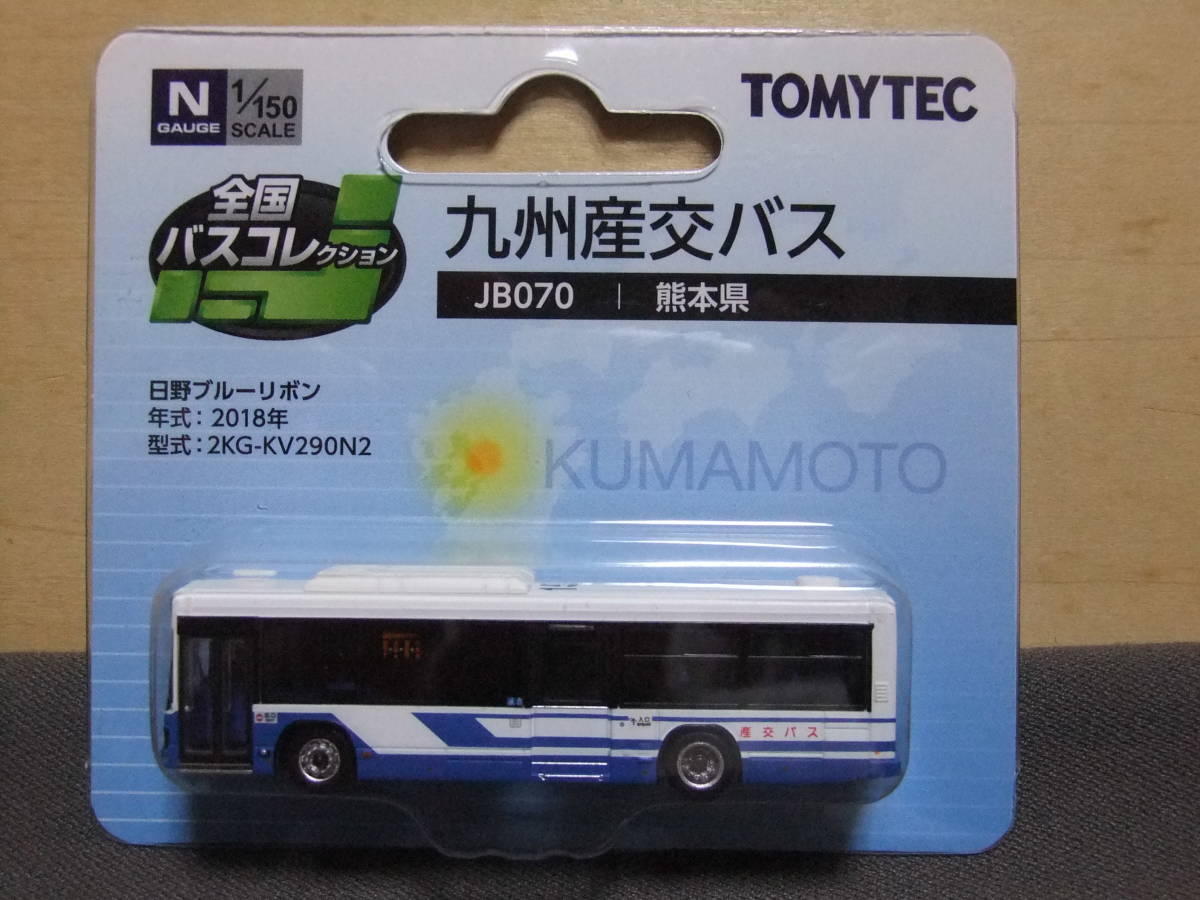 N
GAUGE
1/150
SCALE
TOMYTEC
全国
バスコレクション
九州産交バス
JB070 | 熊本県
日野ブルーリボン
年式：2018年
型式：2KG-KV290N2
KUMAMOTO
入口
産交バス